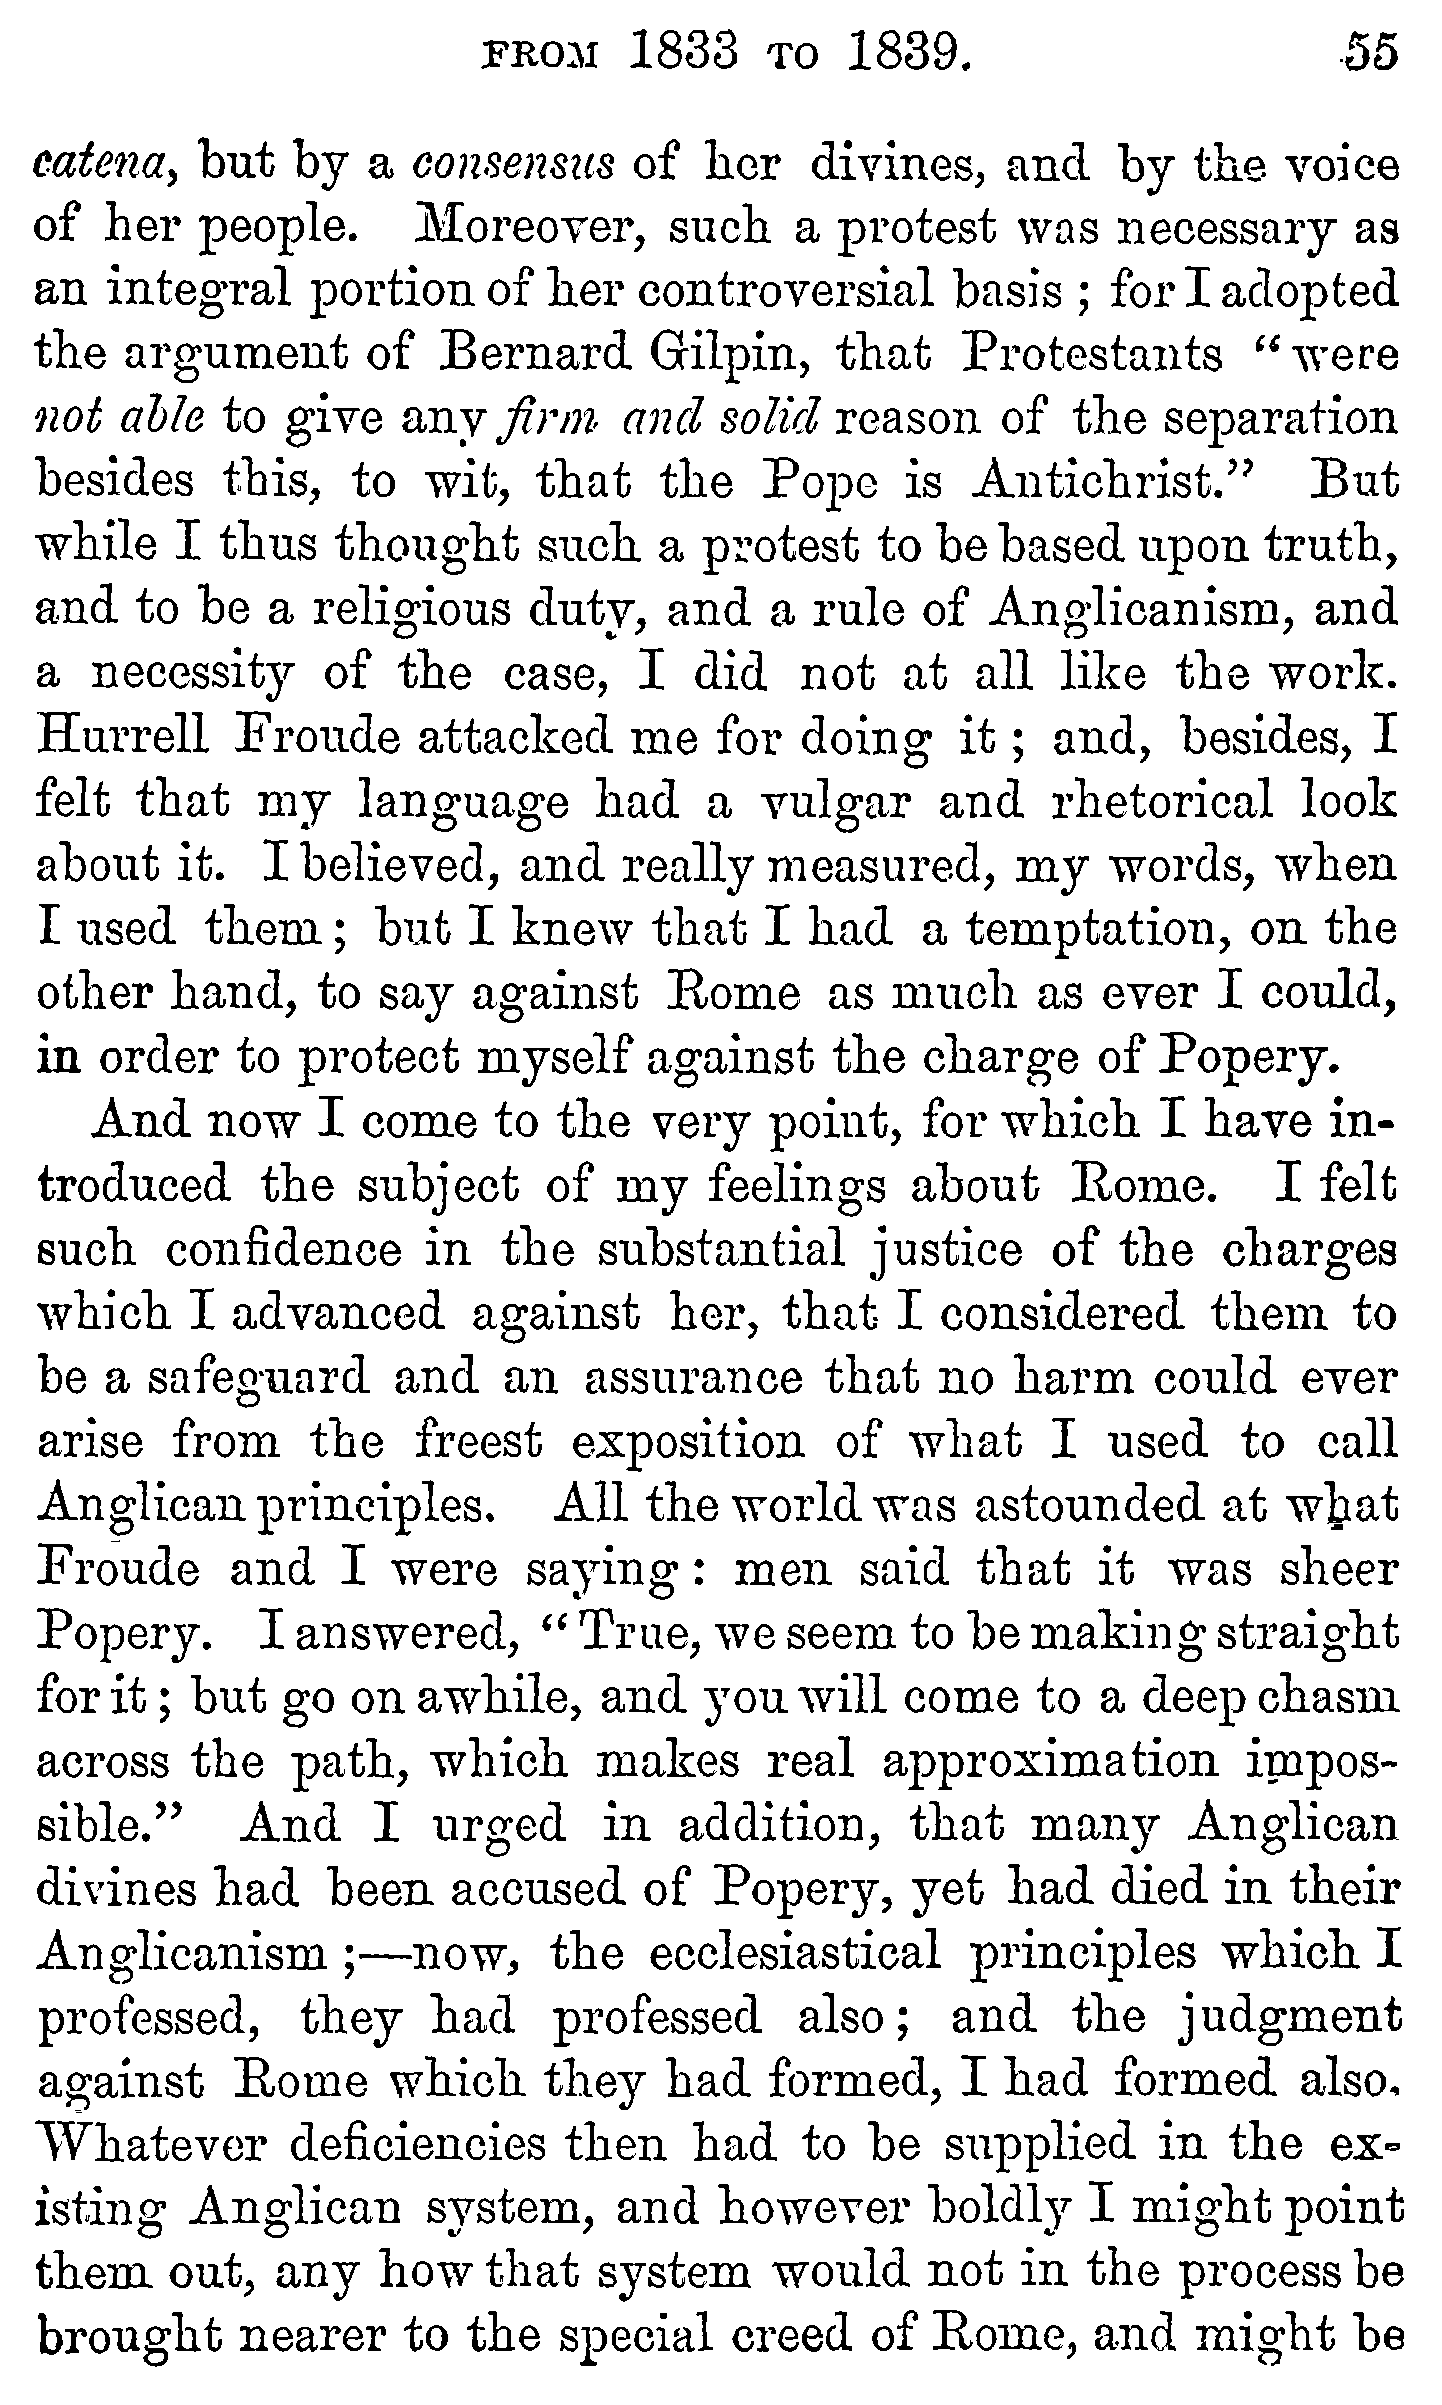 FROM 1833 TO 1839. 55
catena, but by a consensus of her divines, and by the voice
of her people. Moreover, such a protest was necessary as
an integral portion of her controversial basis ; for I adopted
the argument of Bernard Gilpin, that Protestants “were
not able to give any firm and solid reason of the separation
besides this, to wit, that the Pope is Antichrist.” But
while I thus thought such a protest to be based upon truth,
and to be a religious duty, and a rule of Anglicanism, and
a necessity of the case, I did not at all like the work.
Hurrell Froude attacked me for doing it ; and, besides, I
felt that my language had a vulgar and rhetorical look
about it. I believed, and really measured, my words, when
I used them ; but I knew that I had a temptation, on the
other hand, to say against Rome as much as ever I could,
in order to protect myself against the charge of Popery.
And now I come to the very point, for which I have in-
troduced the subject of my feelings about Rome. I felt
such confidence in the substantial justice of the charges
which I advanced against her, that I considered them to
be a safeguard and an assurance that no harm could ever
arise from the freest exposition of what I used to call
Anglican principles. All the world was astounded at what
Froude and I were saying : men said that it was sheer
Popery. I answered, “True, we seem to be making straight
for it ; but go on awhile, and you will come to a deep chasm
across the path, which makes real approximation impos-
sible.” And I urged in addition, that many Anglican
divines had been accused of Popery, yet had died in their
Anglicanism ;—now, the ecclesiastical principles which I
professed, they had professed also ; and the judgment
against Rome which they had formed, I had formed also.
Whatever deficiencies then had to be supplied in the ex-
isting Anglican system, and however boldly I might point
them out, any how that system would not in the process be
brought nearer to the special creed of Rome, and might be